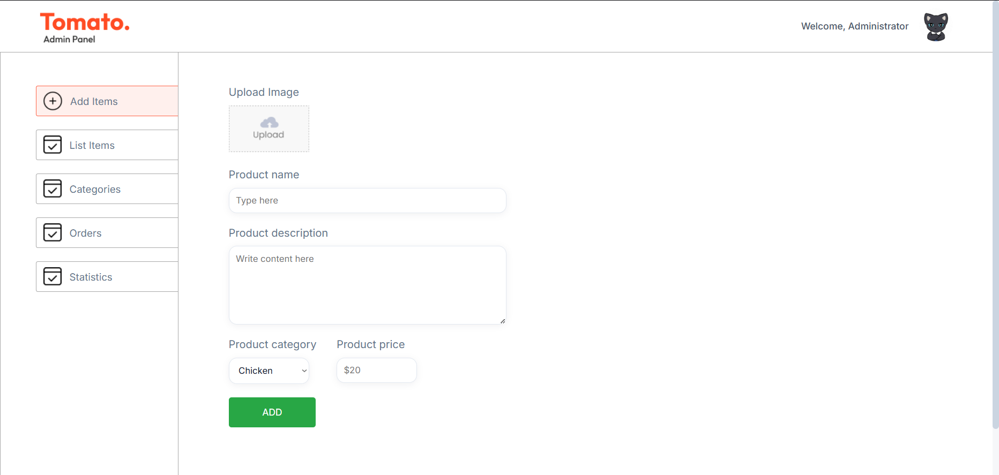 Tomato.
Admin Panel
Welcome, Administrator
Add Items
List Items
Categories
Orders
Statistics
Upload Image
Upload
Product name
Type here
Product description
Write content here
Product category
Product price
Chicken
$20
ADD